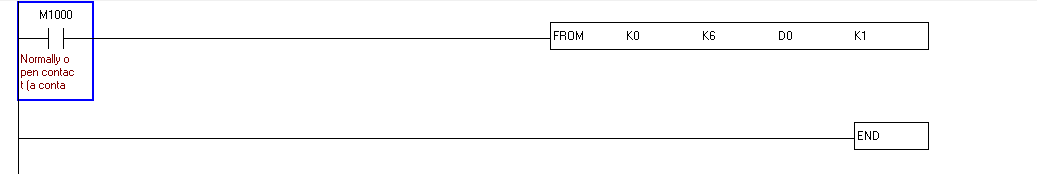 M1000
FROM K0 K6 D0 K1
Normally o
pen contac
t (a conta
END